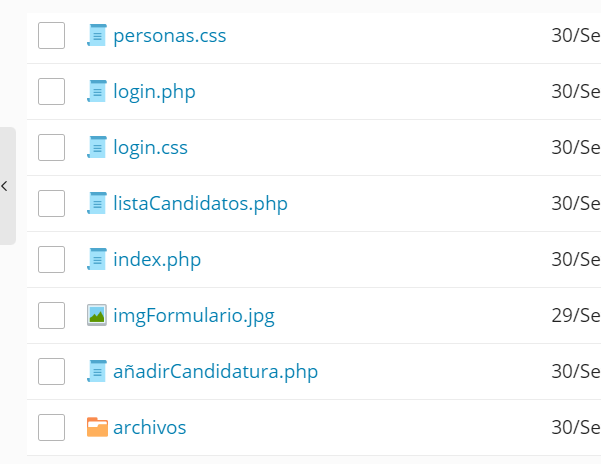 personas.css 30/Se
login.php 30/Se
login.css 30/Se
listaCandidatos.php 30/Se
index.php 30/Se
imgFormulario.jpg 29/Se
añadirCandidatura.php 30/Se
archivos 30/Se